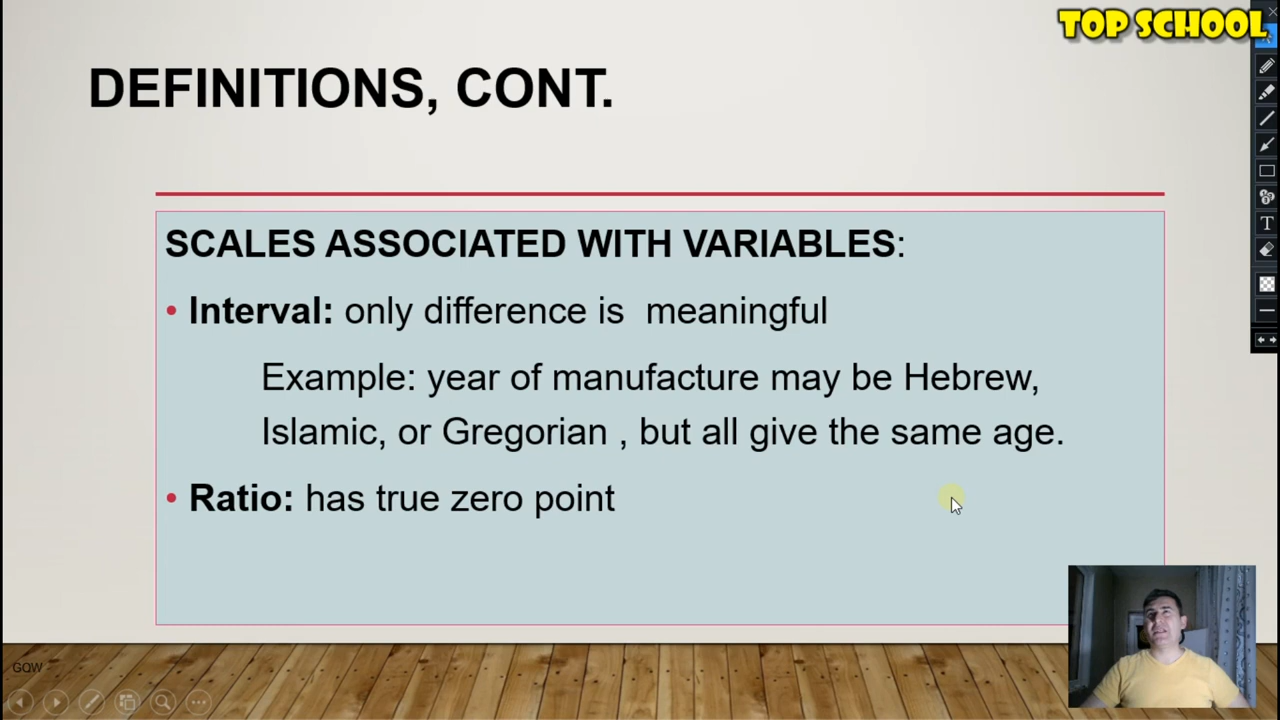 TOP SCHOOL
DEFINITIONS, CONT.
SCALES ASSOCIATED WITH VARIABLES:
• Interval: only difference is  meaningful
Example: year of manufacture may be Hebrew,
Islamic, or Gregorian , but all give the same age.
• Ratio: has true zero point
GQW